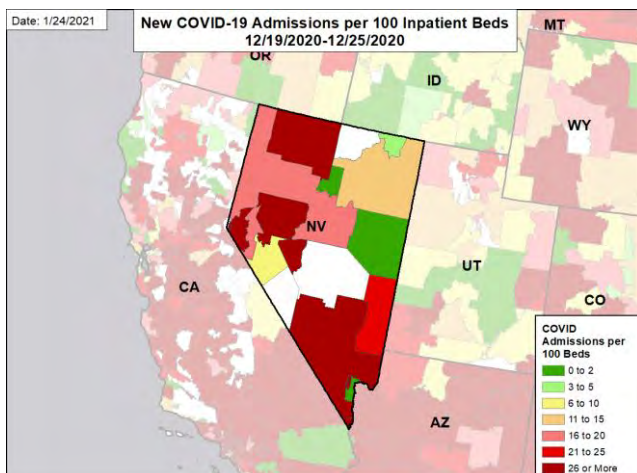 Date: 1/24/2021
New COVID-19 Admissions per 100 Inpatient Beds
12/19/2020-12/25/2020
MT
OR
ID
WY
NV
UT
CA
CO
AZ
COVID
Admissions per
100 Beds
0 to 2
3 to 5
6 to 10
11 to 15
16 to 20
21 to 25
26 or More